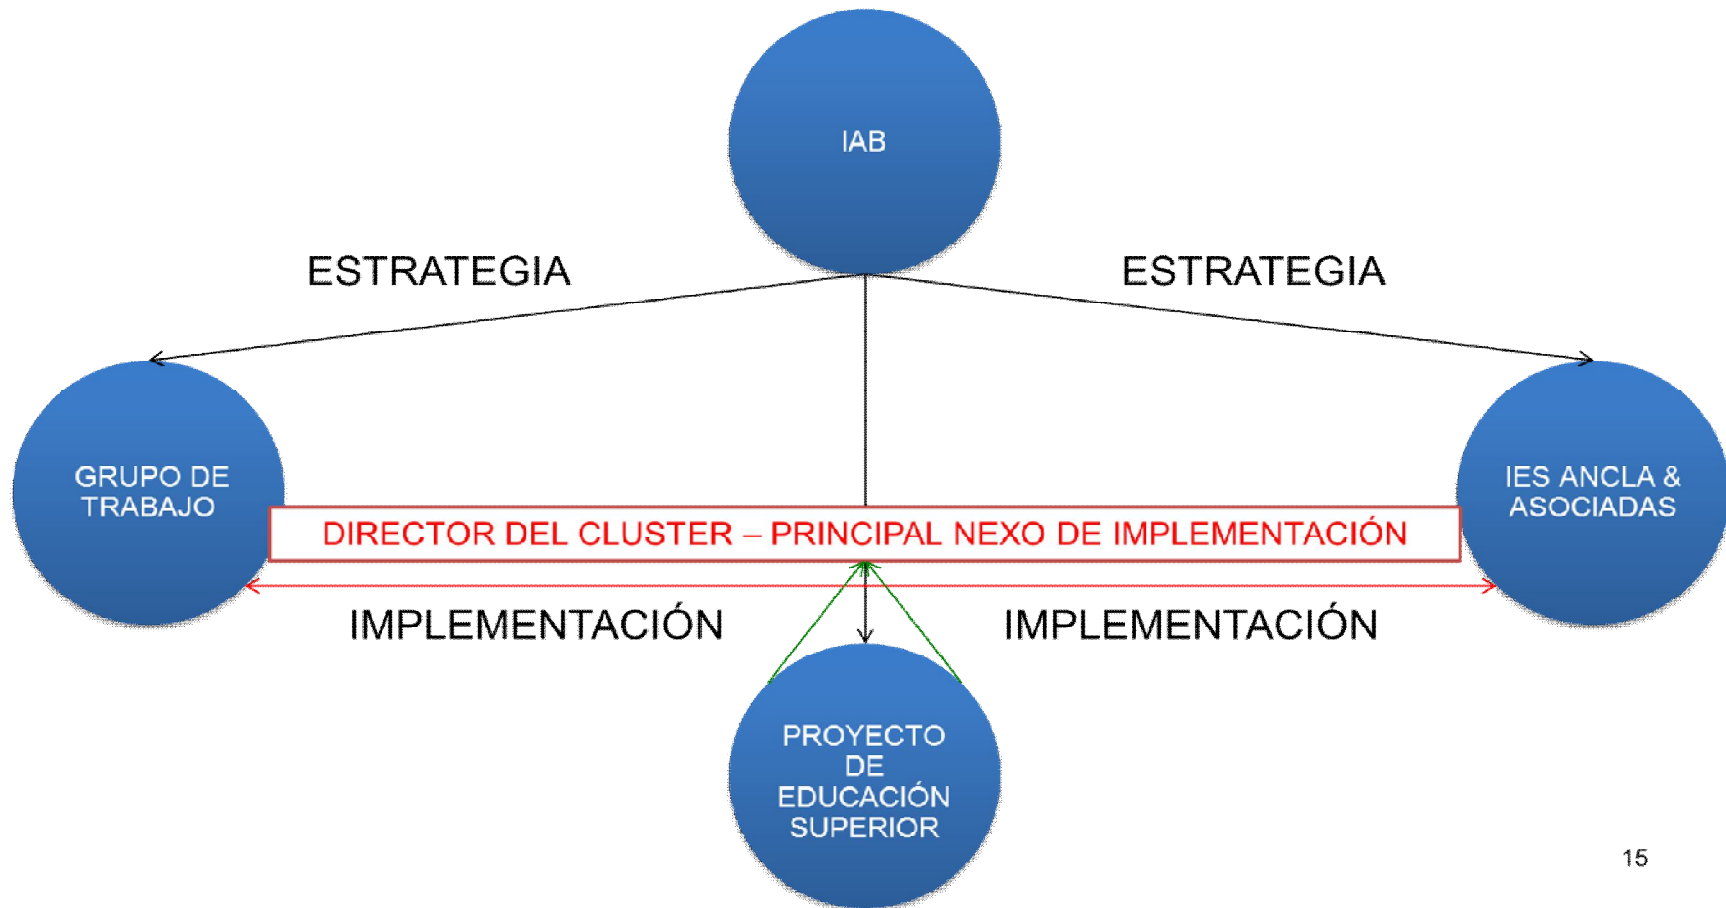 IAB
ESTRATEGIA
ESTRATEGIA
GRUPO DE
TRABAJO
IES ANCLA &
ASOCIADAS
DIRECTOR DEL CLUSTER – PRINCIPAL NEXO DE IMPLEMENTACIÓN
IMPLEMENTACIÓN
IMPLEMENTACIÓN
PROYECTO
DE
EDUCACIÓN
SUPERIOR
15